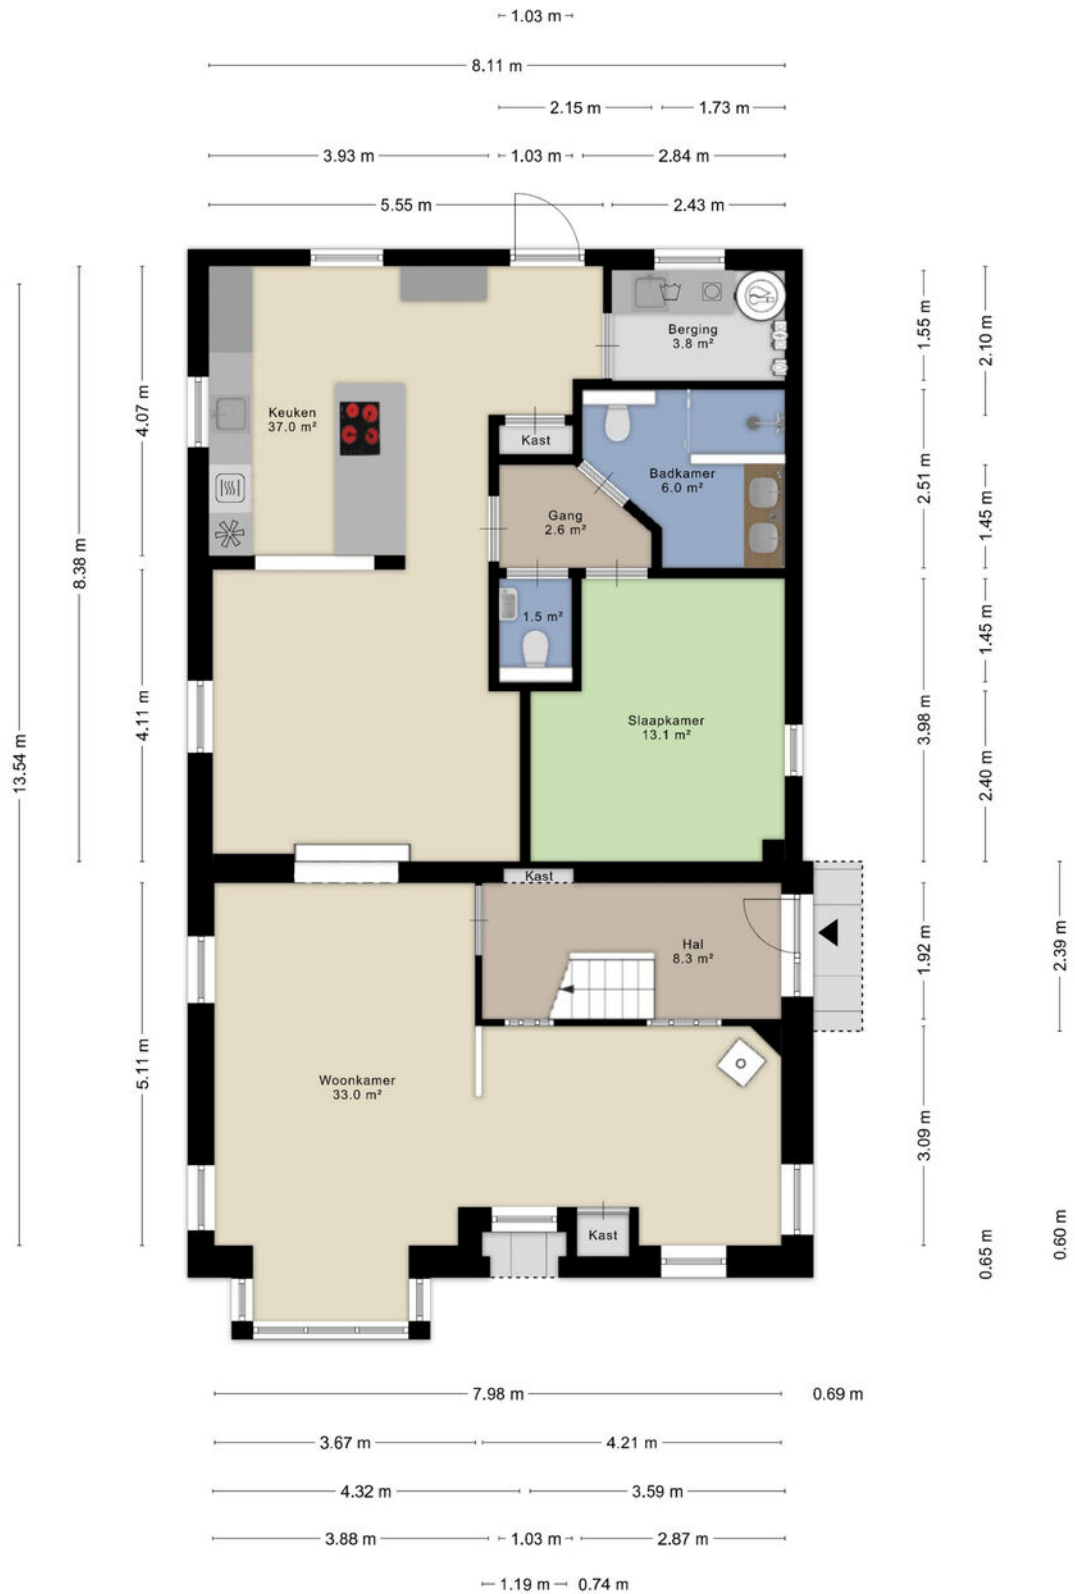 1.03 m
8.11 m
2.15 m 1.73 m
3.93 m 1.03 m 2.84 m
5.55 m 2.43 m
Berging
3.8 m²
1.55 m
2.10 m
4.07 m
Keuken
37.0 m²
Kast
Badkamer
6.0 m²
2.51 m
1.45 m
Gang
2.6 m²
8.38 m
1.5 m²
1.45 m
4.11 m
Slaapkamer
13.1 m²
3.98 m
2.40 m
13.54 m
Kast
Hal
8.3 m²
1.92 m
2.39 m
5.11 m
Woonkamer
33.0 m²
3.09 m
Kast
0.65 m
0.60 m
7.98 m 0.69 m
3.67 m 4.21 m
4.32 m 3.59 m
3.88 m 1.03 m 2.87 m
1.19 m 0.74 m